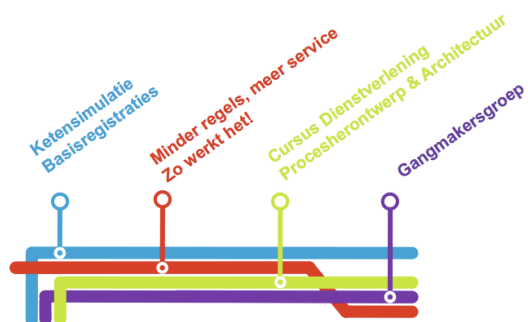 Ketensimulatie
Basisregistraties
Minder regels, meer service
Zo werkt het!
Cursus Dienstverlening
Procesherontwerp & Architectuur
Gangmakersgroep